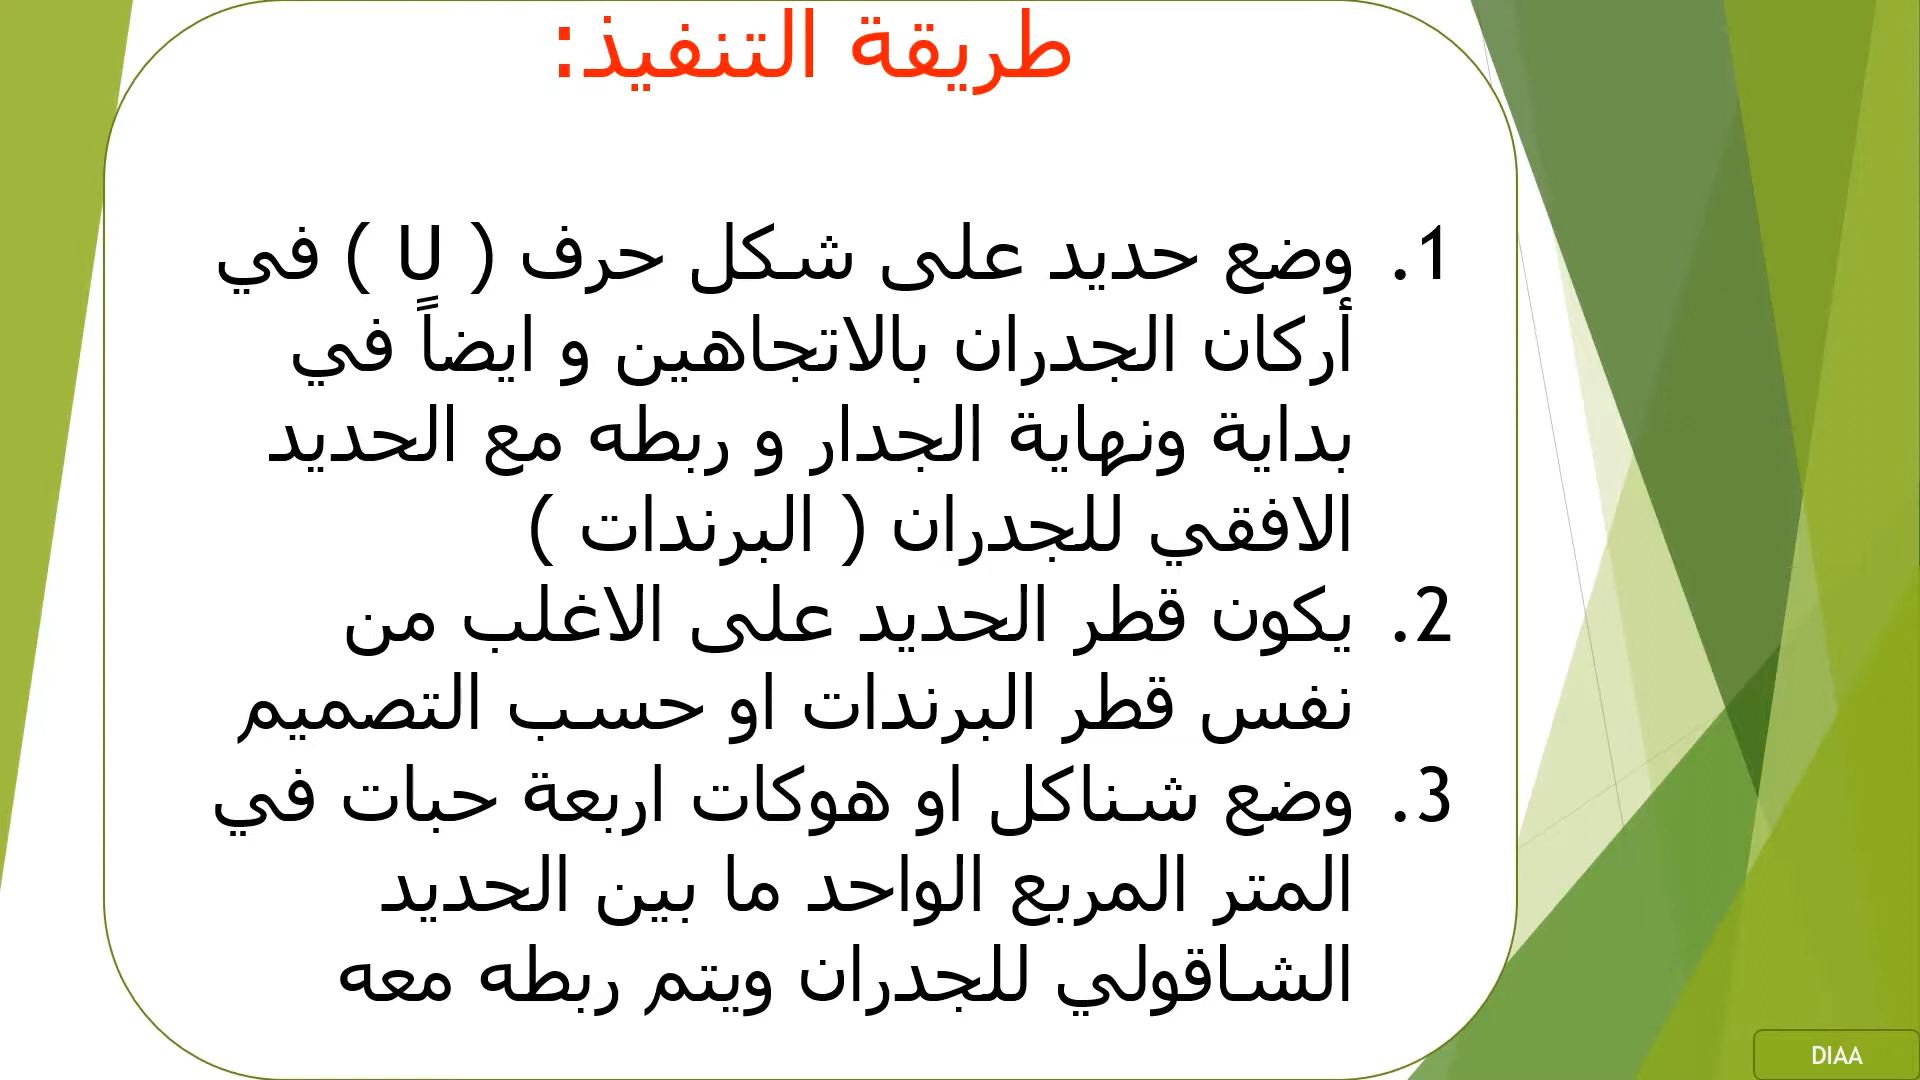 طريقة التنفيذ:
1. وضع حديد على شكل حرف ( U ) في
أركان الجدران بالاتجاهين و ايضاً في
بداية ونهاية الجدار و ربطه مع الحديد
الافقي للجدران ( البرندات )
2. يكون قطر الحديد على الاغلب من
نفس قطر البرندات او حسب التصميم
3. وضع شناكل او هوكات اربعة حبات في
المتر المربع الواحد ما بين الحديد
الشاقولي للجدران ويتم ربطه معه
DIAA